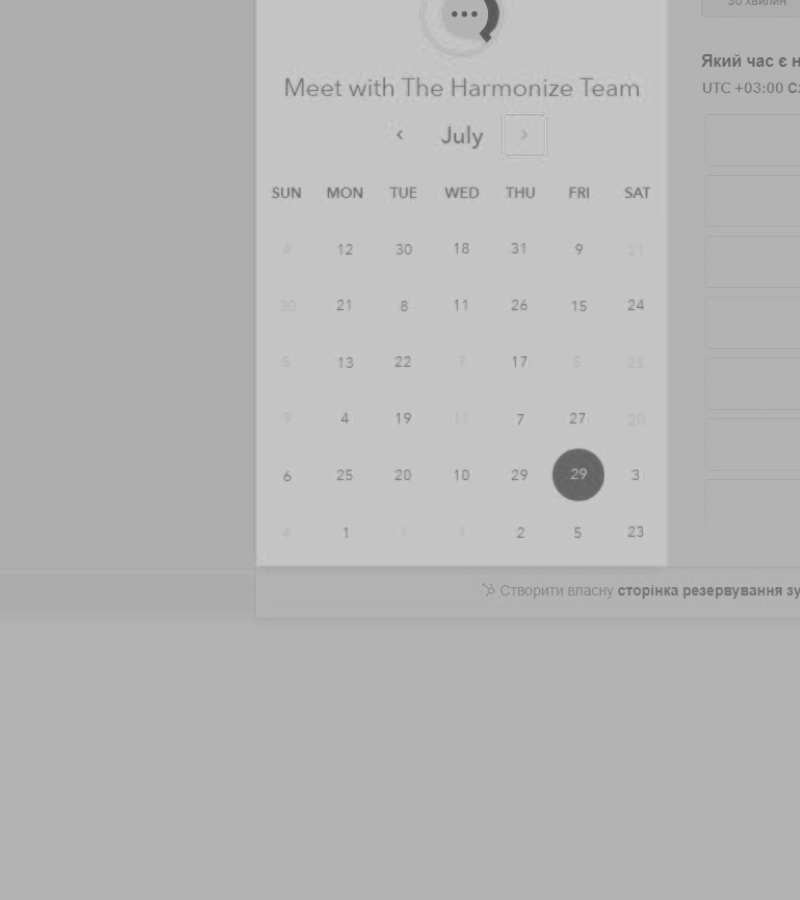 30 хвилин
Який час є н
UTC +03:00
Meet with The Harmonize Team
July
SUN MON TUE WED THU FRI SAT
4 12 30 18 31 9 21
30 21 8 11 26 15 24
5 13 22 7 17 5 25
9 4 19 11 7 27 20
6 25 20 10 29 29 3
4 1 1 1 2 5 23
Створити власну сторінка резервування зу